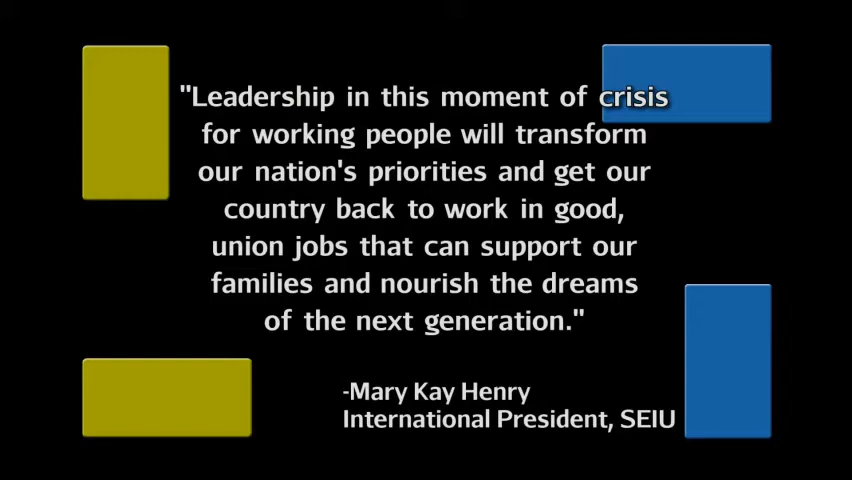 "Leadership in this moment of crisis
for working people will transform
our nation's priorities and get our
country back to work in good,
union jobs that can support our
families and nourish the dreams
of the next generation."
-Mary Kay Henry
International President, SEIU